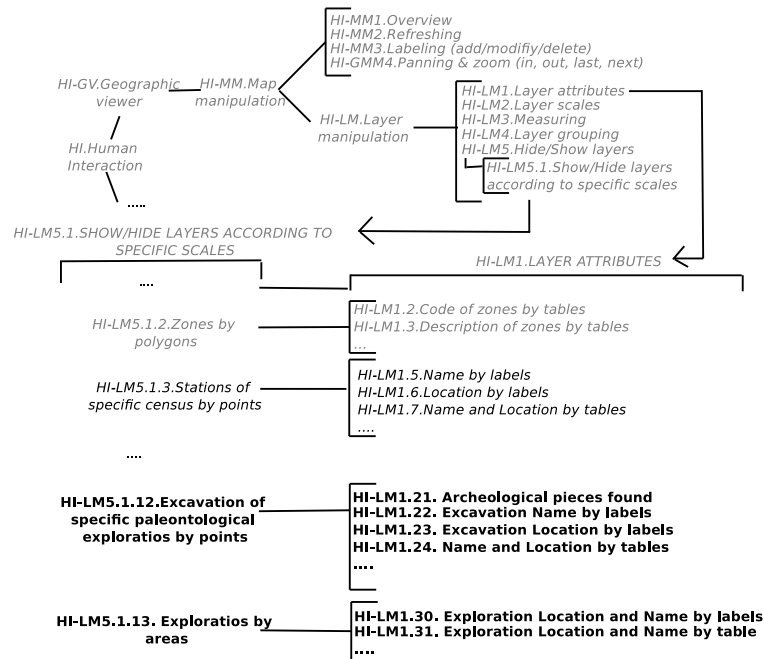 HI-MM1.Overview
HI-MM2.Refreshing
HI-MM3.Labeling (add/modifiy/delete)
HI-GMM4.Panning & zoom (in, out, last, next)
HI-GV.Geographic
viewer
HI-MM.Map
manipulation
HI-LM.Layer
manipulation
HI-LM1.Layer attributes
HI-LM2.Layer scales
HI-LM3.Measuring
HI-LM4.Layer grouping
HI-LM5.Hide/Show layers
HI-LM5.1.Show/Hide layers
according to specific scales
HI.Human
Interaction
.....
HI-LM5.1.SHOW/HIDE LAYERS ACCORDING TO
SPECIFIC SCALES
HI-LM1.LAYER ATTRIBUTES
....
HI-LM5.1.2.Zones by
polygons
HI-LM1.2.Code of zones by tables
HI-LM1.3.Description of zones by tables
...
HI-LM5.1.3.Stations of
specific census by points
HI-LM1.5.Name by labels
HI-LM1.6.Location by labels
HI-LM1.7.Name and Location by tables
....
....
HI-LM5.1.12.Excavation of
specific paleontological
exploratios by points
HI-LM1.21. Archeological pieces found
HI-LM1.22. Excavation Name by labels
HI-LM1.23. Excavation Location by labels
HI-LM1.24. Name and Location by tables
....
HI-LM5.1.13. Exploratios by
areas
HI-LM1.30. Exploration Location and Name by labels
HI-LM1.31. Exploration Location and Name by table
....